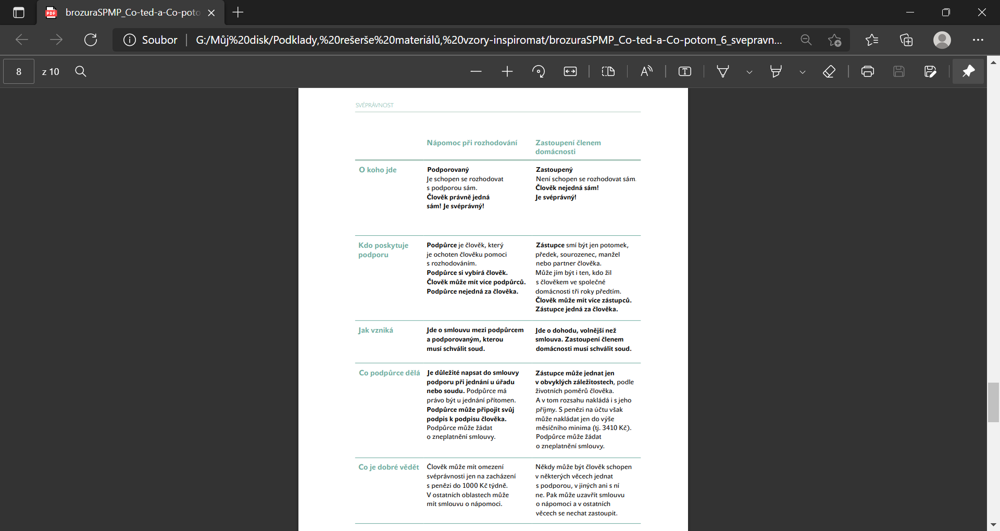 brozuraSPMP_Co-ted-a-Co-poto
Soubor
G:/Můj%20disk/Podklady,%20rešerše%20materiálů,%20vzory-inspiromat/brozuraSPMP_Co-ted-a-Co-potom_6_svepravn...
8 z 10
SVÉPRÁVNOST
Nápomoc při rozhodování
Zastoupení členem
domácnosti
O koho jde
Podporovaný
Je schopen se rozhodovat
s podporou sám.
Člověk právně jedná
sám! Je svéprávný!
Zastoupený
Není schopen se rozhodovat sám.
Člověk nejedná sám!
Je svéprávný!
Kdo poskytuje
podporu
Podpůrce je člověk, který
je ochoten člověku pomoci
s rozhodováním.
Podpůrce si vybírá člověk.
Člověk může mít více podpůrců.
Podpůrce nejedná za člověka.
Zástupce smí být jen potomek,
předek, sourozenec, manžel
nebo partner člověka.
Může jím být i ten, kdo žil
s člověkem ve společné
domácnosti tři roky předtím.
Člověk může mít více zástupců.
Zástupce jedná za člověka.
Jak vzniká
Jde o smlouvu mezi podpůrcem
a podporovaným, kterou
musí schválit soud.
Jde o dohodu, volnější než
smlouva. Zastoupení členem
domácnosti musí schválit soud.
Co podpůrce dělá
Je důležité napsat do smlouvy
podporu při jednání u úřadu
nebo soudu. Podpůrce má
právo být u jednání přítomen.
Podpůrce může připojit svůj
podpis k podpisu člověka.
Podpůrce může žádat
o zneplatnění smlouvy.
Zástupce může jednat jen
v obvyklých záležitostech, podle
životních poměrů člověka.
A v tom rozsahu nakládá i s jeho
příjmy. S penězi na účtu však
může nakládat jen do výše
měsíčního minima (tj. 3410 Kč).
Podpůrce může žádat
o zneplatnění smlouvy.
Co je dobré vědět
Člověk může mít omezení
svéprávnosti jen na zacházení
s penězi do 1000 Kč týdně.
V ostatních oblastech může
mít smlouvu o nápomoci.
Někdy může být člověk schopen
v některých věcech jednat
s podporou, v jiných ani s ní
ne. Pak může uzavřít smlouvu
o nápomoci a v ostatních
věcech se nechat zastoupit.